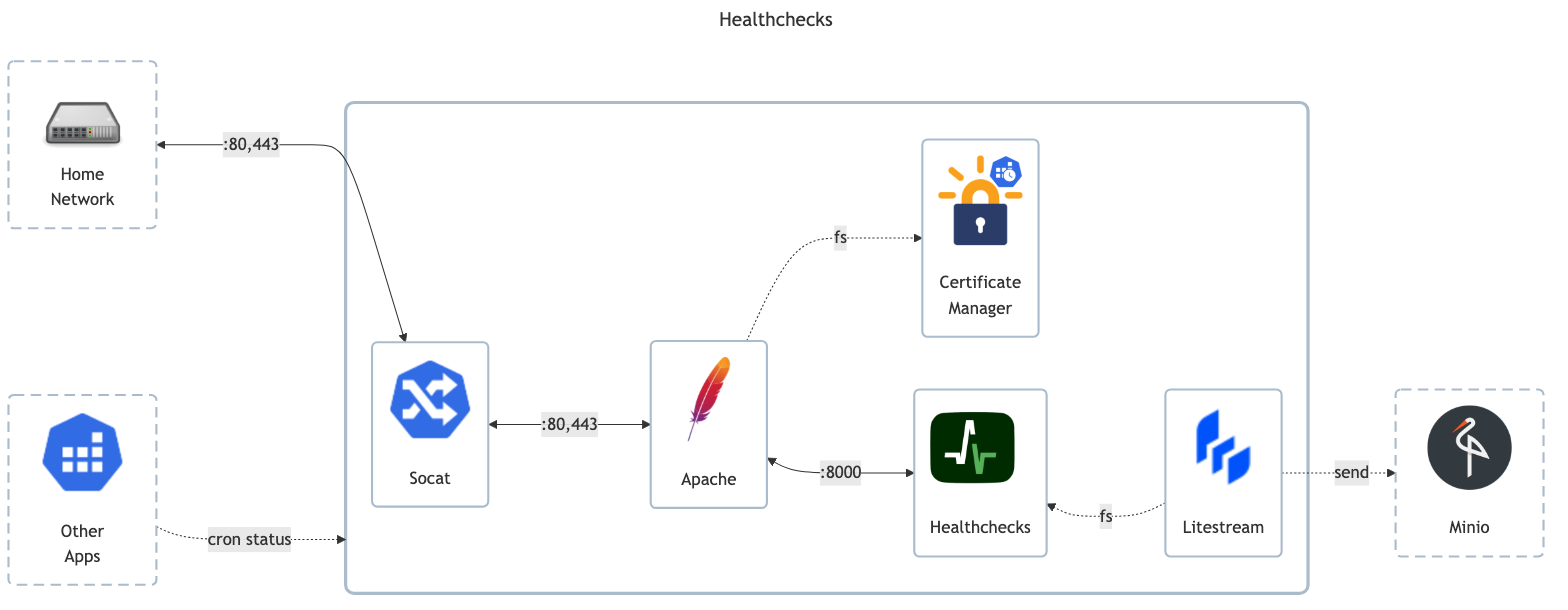 Healthchecks
Home
Network
:80,443
Certificate
Manager
fs
Socat
:80,443
Apache
:8000
Healthchecks
fs
Litestream
send
Minio
Other
Apps
cron status